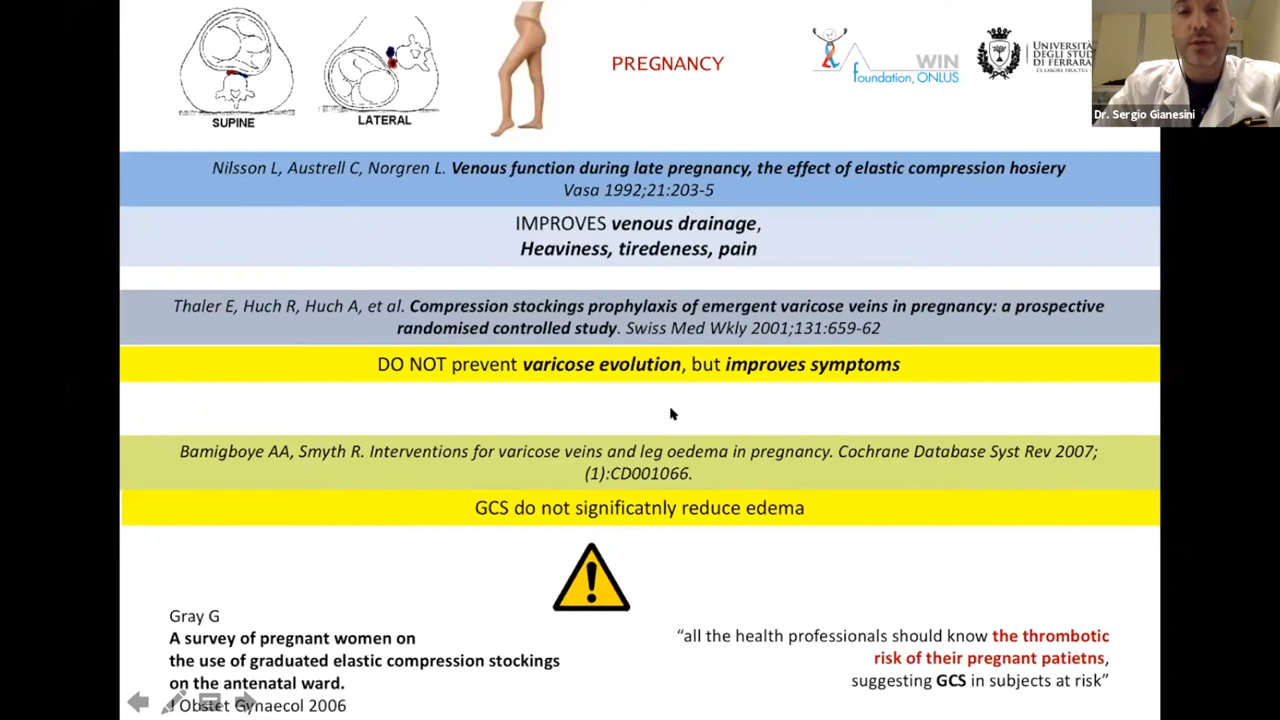 SUPINE
LATERAL
PREGNANCY
WIN
foundation, ONLUS
UNIVERSITÀ
DEGLI STUDI
DI FERRARA
Dr. Sergio Gianesini
Nilsson L, Austrell C, Norgren L. Venous function during late pregnancy, the effect of elastic compression hosiery
Vasa 1992;21:203-5
IMPROVES venous drainage,
Heaviness, tiredeness, pain
Thaler E, Huch R, Huch A, et al. Compression stockings prophylaxis of emergent varicose veins in pregnancy: a prospective
randomised controlled study. Swiss Med Wkly 2001;131:659-62
DO NOT prevent varicose evolution, but improves symptoms
Bamigboye AA, Smyth R. Interventions for varicose veins and leg oedema in pregnancy. Cochrane Database Syst Rev 2007;
(1):CD001066.
GCS do not significatnly reduce edema
Gray G
A survey of pregnant women on
the use of graduated elastic compression stockings
on the antenatal ward.
J Obstet Gynaecol 2006
“all the health professionals should know the thrombotic
risk of their pregnant patietns,
suggesting GCS in subjects at risk”